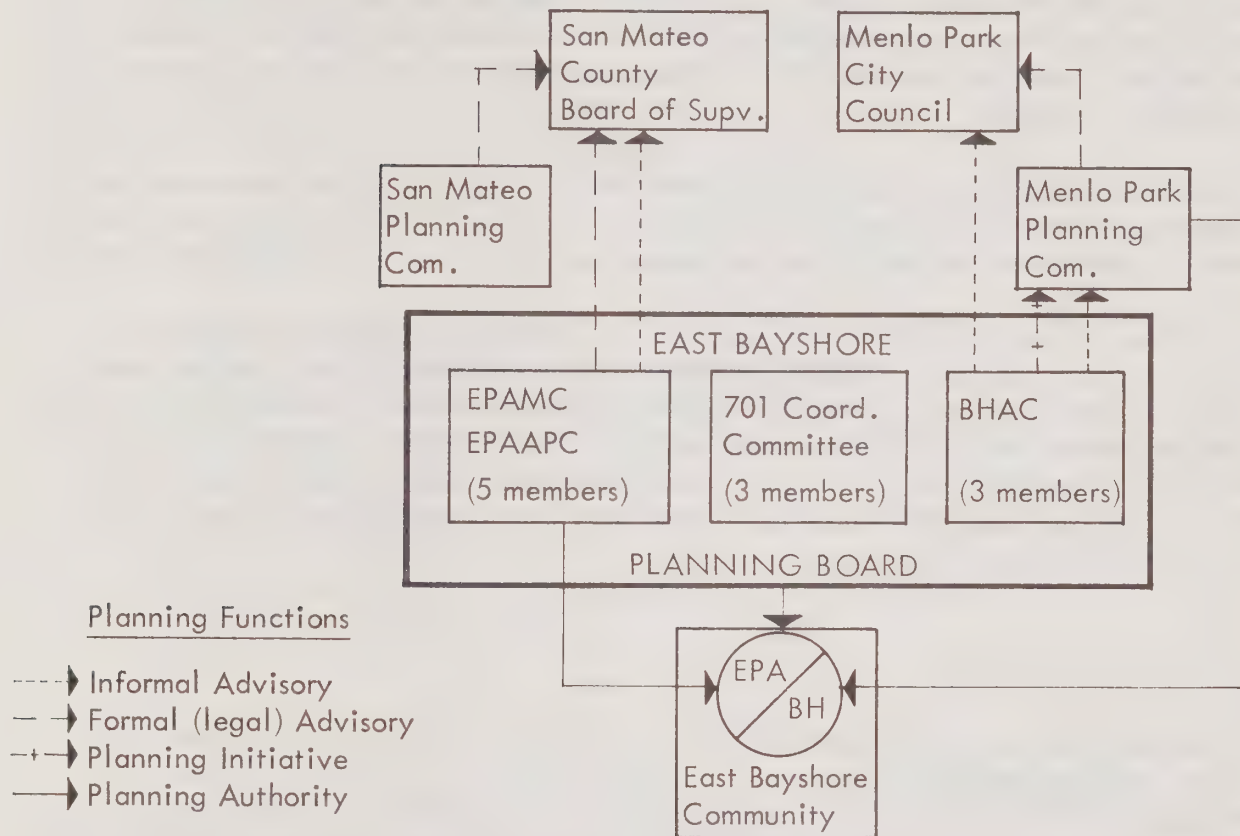 San Mateo
County
Board of Supv.
Menlo Park
City
Council
San Mateo
Planning
Com.
Menlo Park
Planning
Com.
EAST BAYSHORE
EPAMC
EPAAPC
(5 members)
701 Coord.
Committee
(3 members)
BHAC
(3 members)
PLANNING BOARD
Planning Functions
Informal Advisory
Formal (legal) Advisory
Planning Initiative
Planning Authority
EPA
BH
East Bayshore
Community